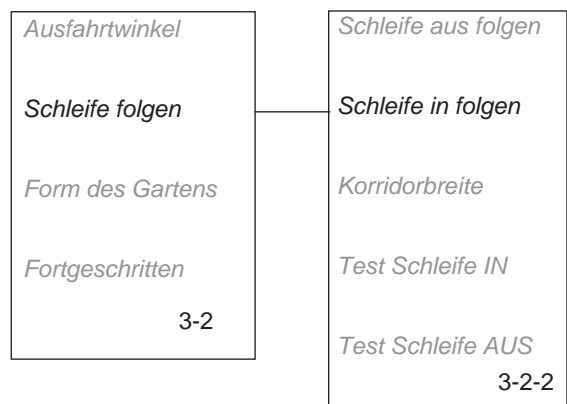 Ausfahrtwinkel
Schleife folgen
Form des Gartens
Fortgeschritten
3-2
Schleife aus folgen
Schleife in folgen
Korridorbreite
Test Schleife IN
Test Schleife AUS
3-2-2